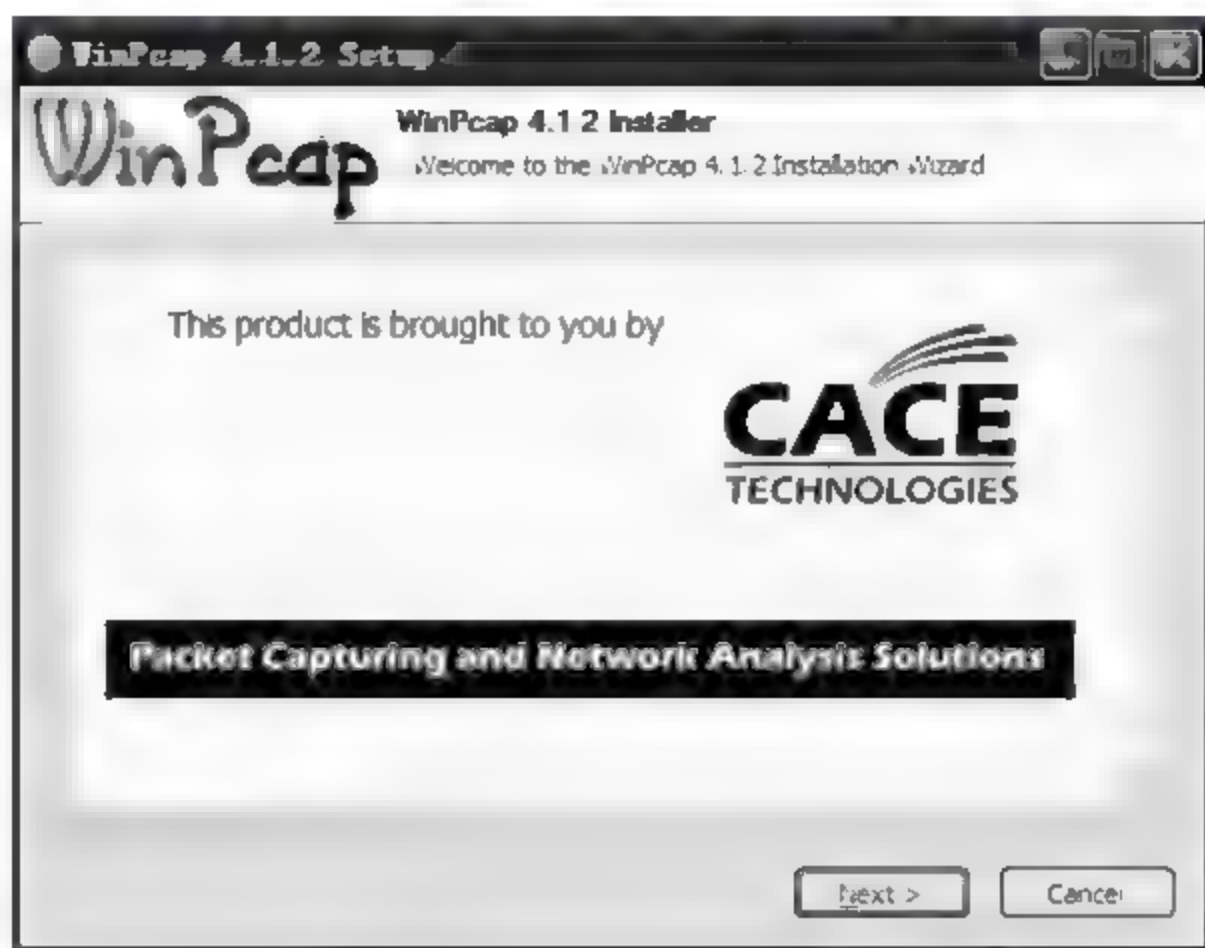 WinPcap 4.1.2 Setup
WinPcap
WinPcap 4.1.2 Installer
Welcome to the WinPcap 4.1.2 Installation Wizard
This product is brought to you by
CACE
TECHNOLOGIES
Packet Capturing and Network Analysis Solutions
Next >
Cancel